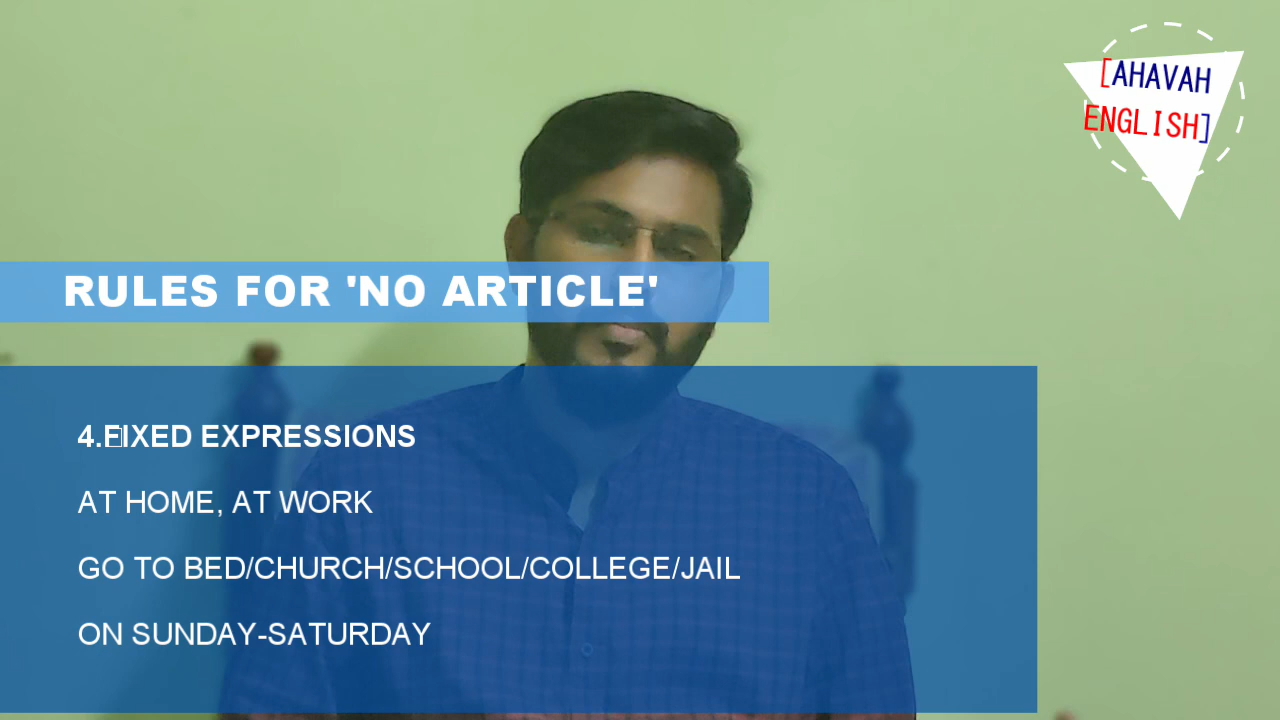 [AHAVAH
ENGLISH]
RULES FOR 'NO ARTICLE'
4.FIXED EXPRESSIONS
AT HOME, AT WORK
GO TO BED/CHURCH/SCHOOL/COLLEGE/JAIL
ON SUNDAY-SATURDAY